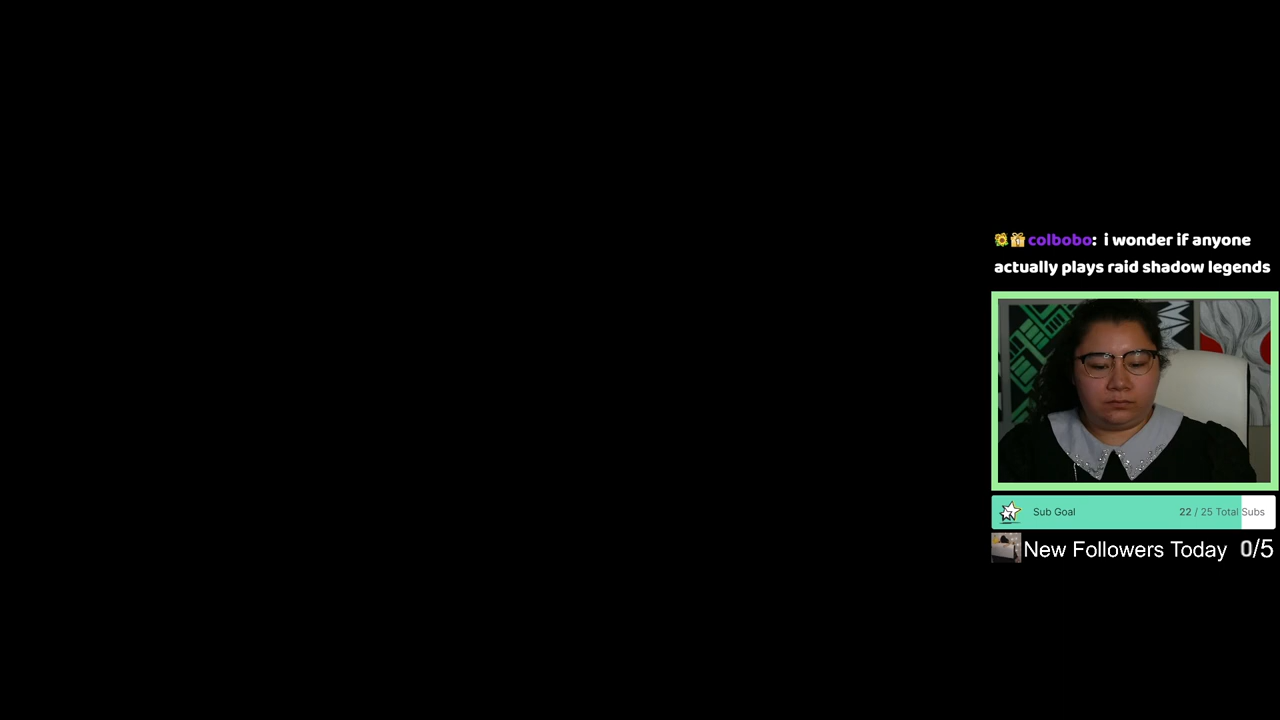 colbobo: i wonder if anyone
actually plays raid shadow legends
Sub Goal 22 / 25 Total Subs
New Followers Today 0/5